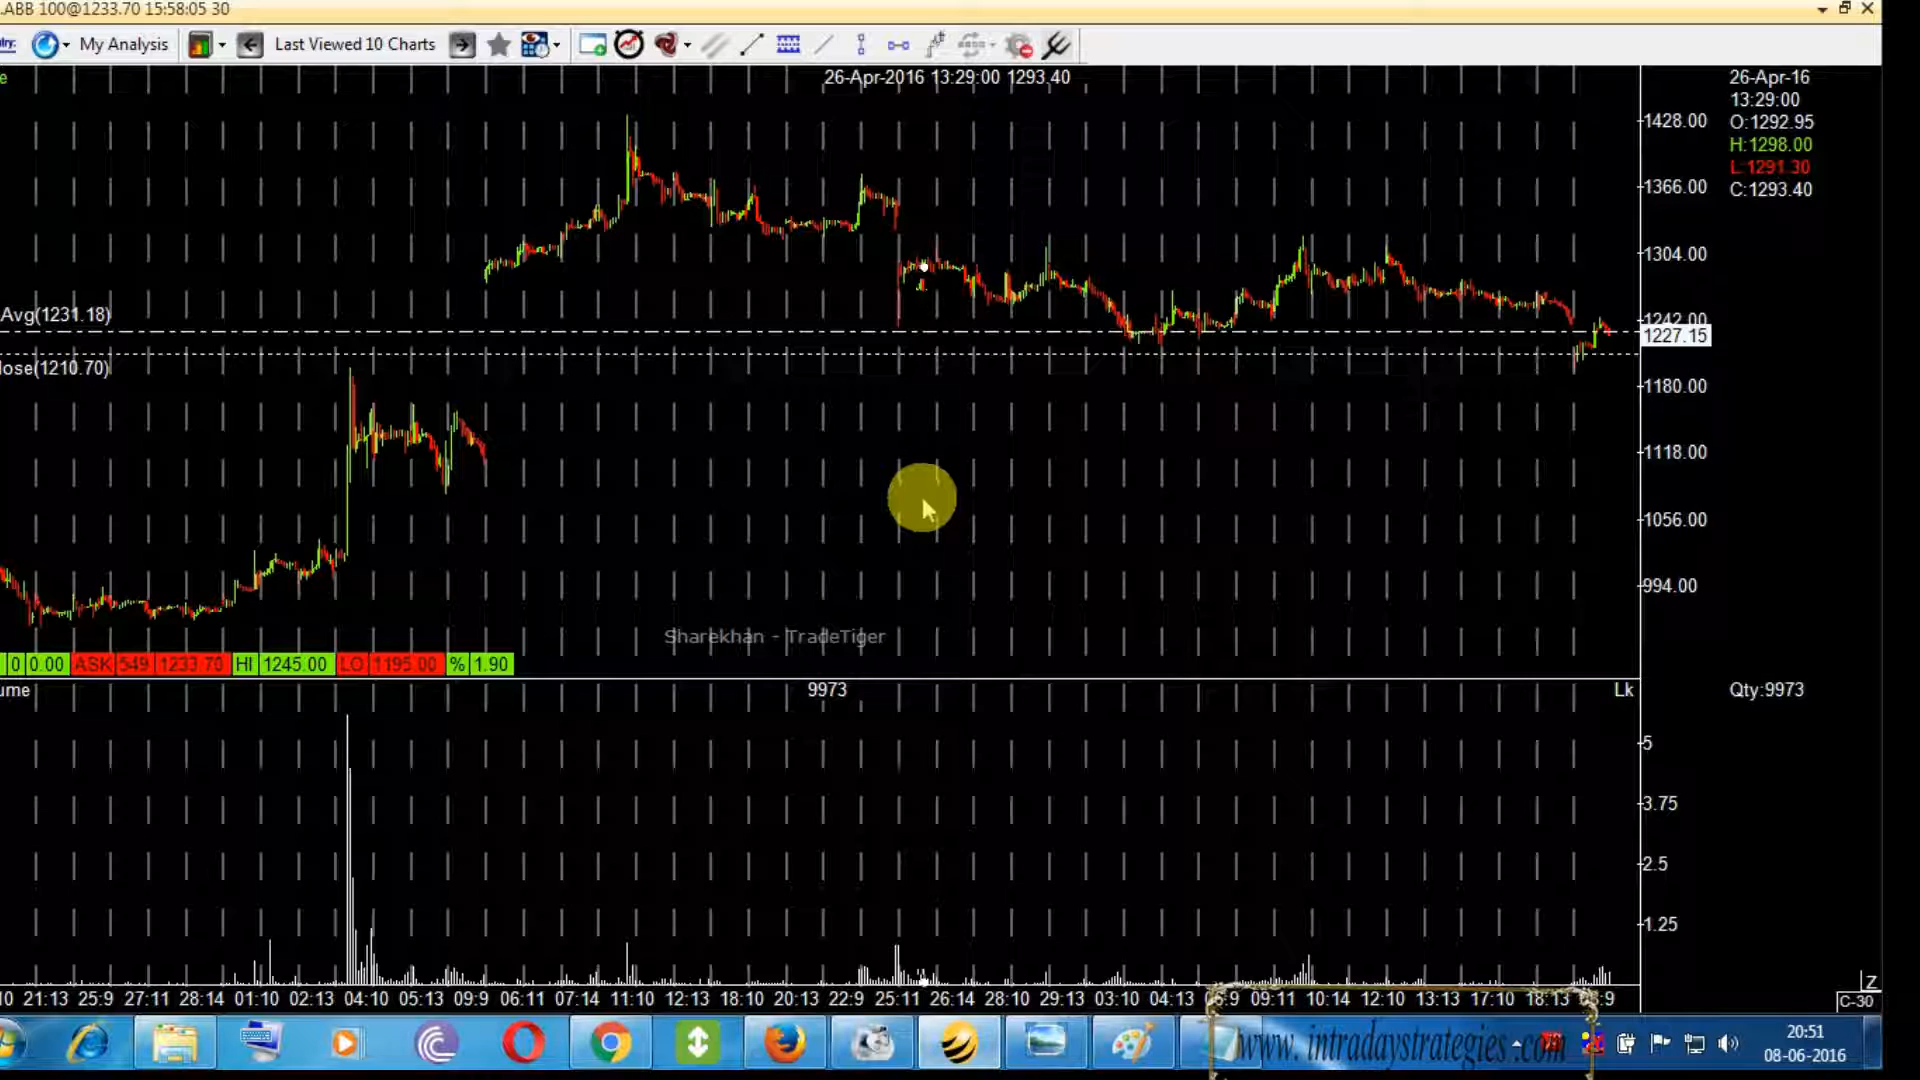 .ABB 100@1233.70 15:58:05 30
My Analysis
Last Viewed 10 Charts
26-Apr-2016 13:29:00 1293.40
26-Apr-16
13:29:00
O:1292.95
H:1298.00
L:1291.30
C:1293.40
1428.00
1366.00
1304.00
1242.00
1227.15
1180.00
1118.00
1056.00
994.00
Avg(1231.18)
lose(1210.70)
Sharekhan - TradeTiger
0 0.00 ASK 549 1233.70 HI 1245.00 LO 1195.00 % 1.90
ume
9973
Lk
Qty:9973
5
3.75
2.5
1.25
Z
10 21:13 25:9 27:11 28:14 01:10 02:13 04:10 05:13 09:9 06:11 07:14 11:10 12:13 18:10 20:13 22:9 25:11 26:14 28:10 29:13 03:10 04:13 09:11 10:14 12:10 13:13 17:10 18:13
C-30
www.intradaystrategies.com
20:51
08-06-2016